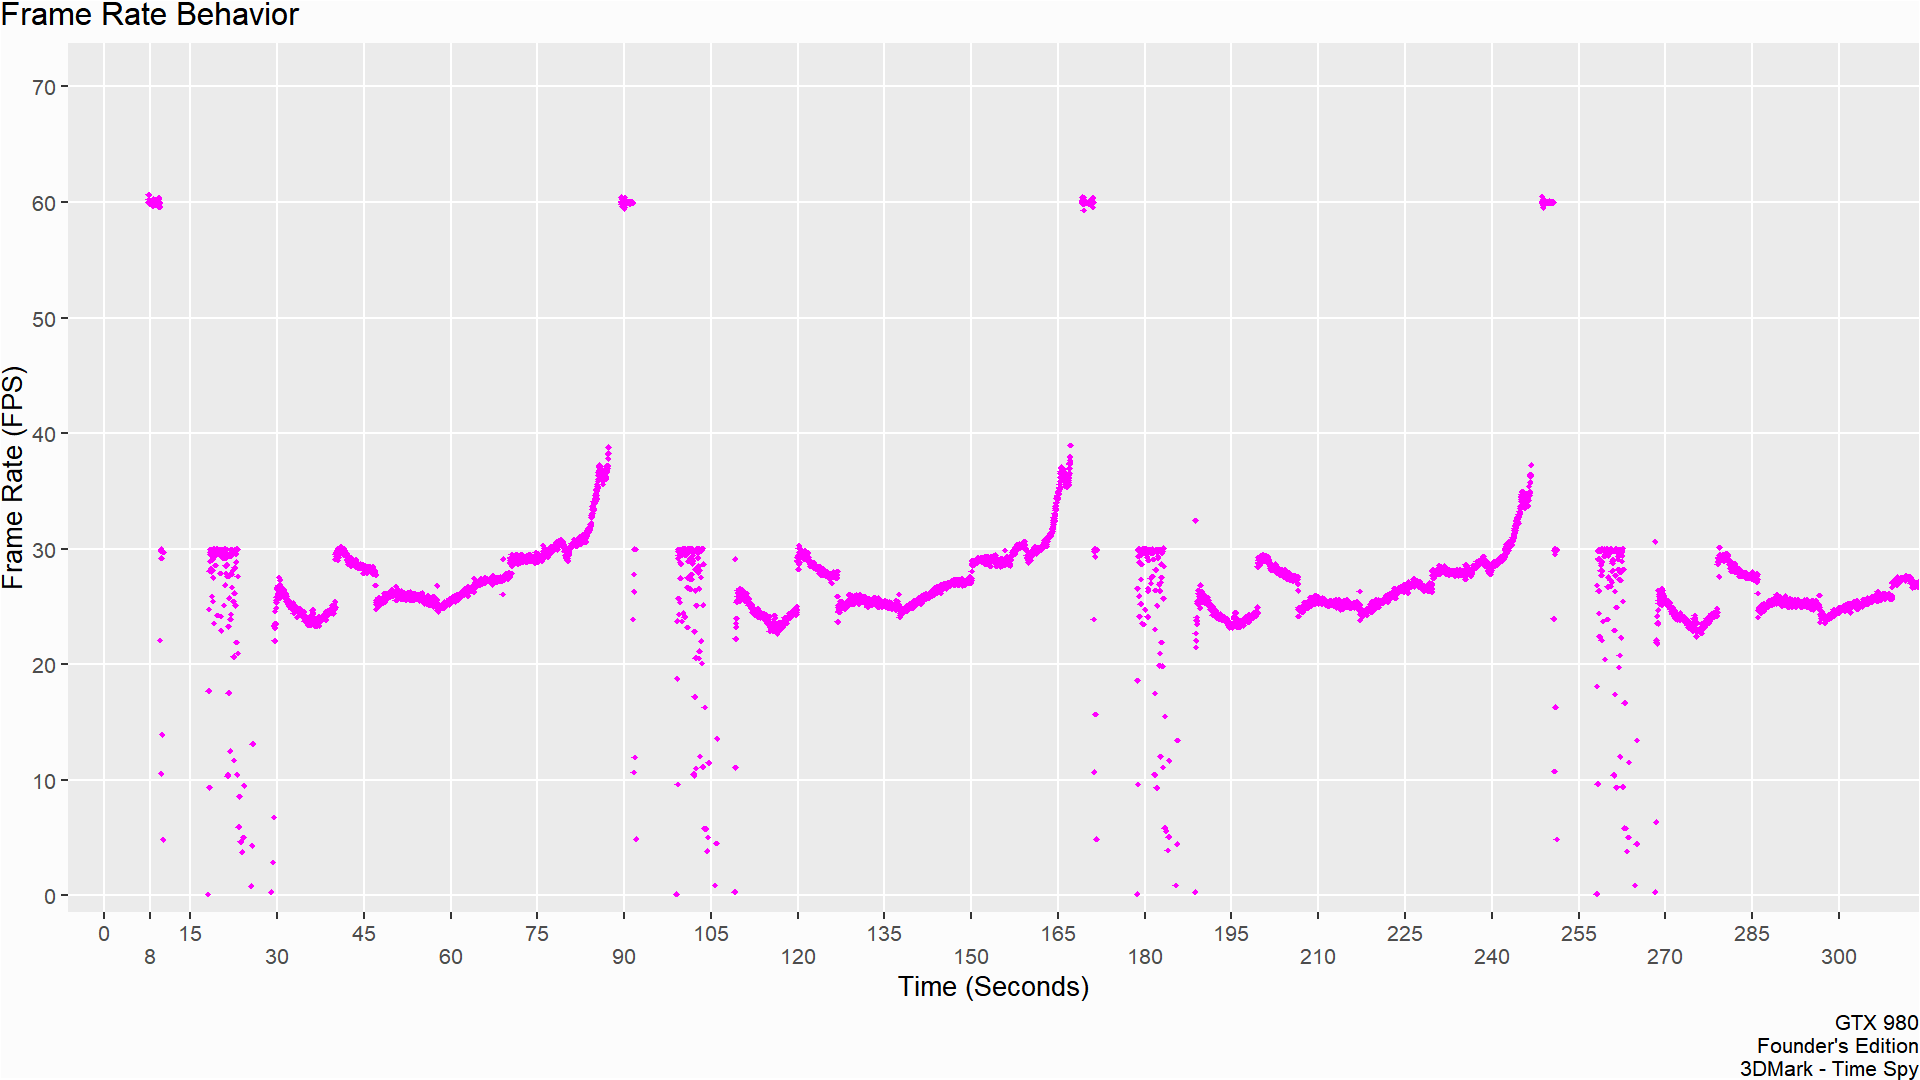 Frame Rate Behavior
Frame Rate (FPS)
70
60
50
40
30
20
10
0
0 15 45 75 105 135 165 195 225 255 285
8 30 60 90 120 150 180 210 240 270 300
Time (Seconds)
GTX 980
Founder's Edition
3DMark - Time Spy